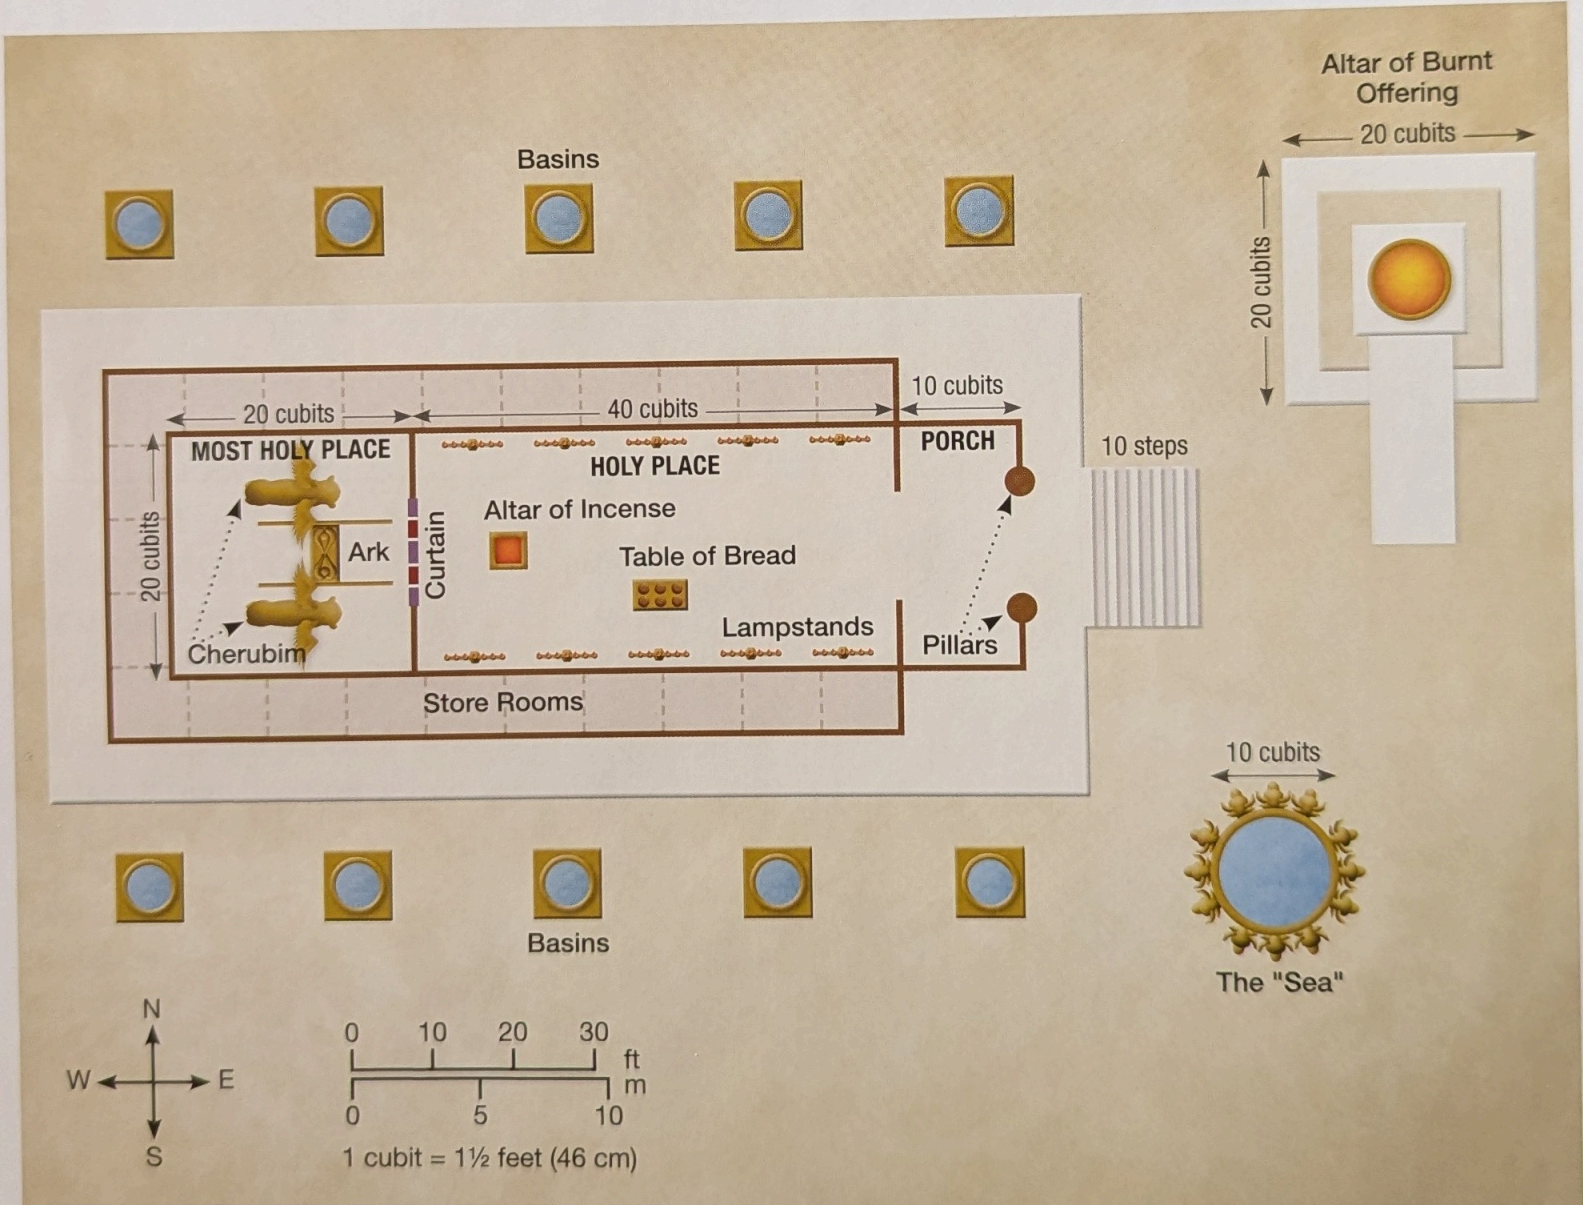 Altar of Burnt
Offering
20 cubits
20 cubits
Basins
10 cubits
20 cubits
40 cubits
MOST HOLY PLACE
HOLY PLACE
PORCH
10 steps
20 cubits
Altar of Incense
Ark
Curtain
Table of Bread
Lampstands
Cherubim
Pillars
Store Rooms
10 cubits
The "Sea"
Basins
N
W
E
S
0 10 20 30
ft
m
0 5 10
1 cubit = 1½ feet (46 cm)